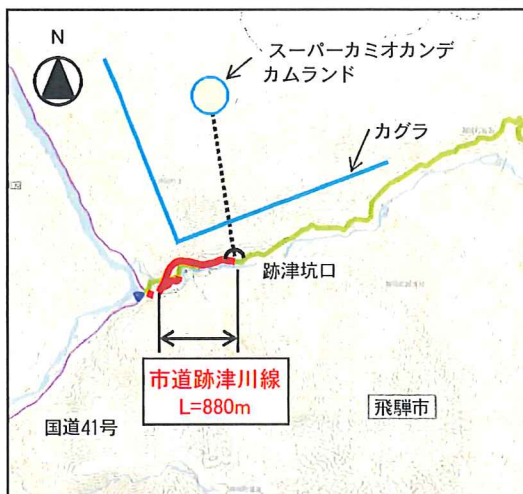 N
スーパーカミオカンデ
カムランド
カグラ
跡津坑口
市道跡津川線
L=880m
国道41号
飛騨市